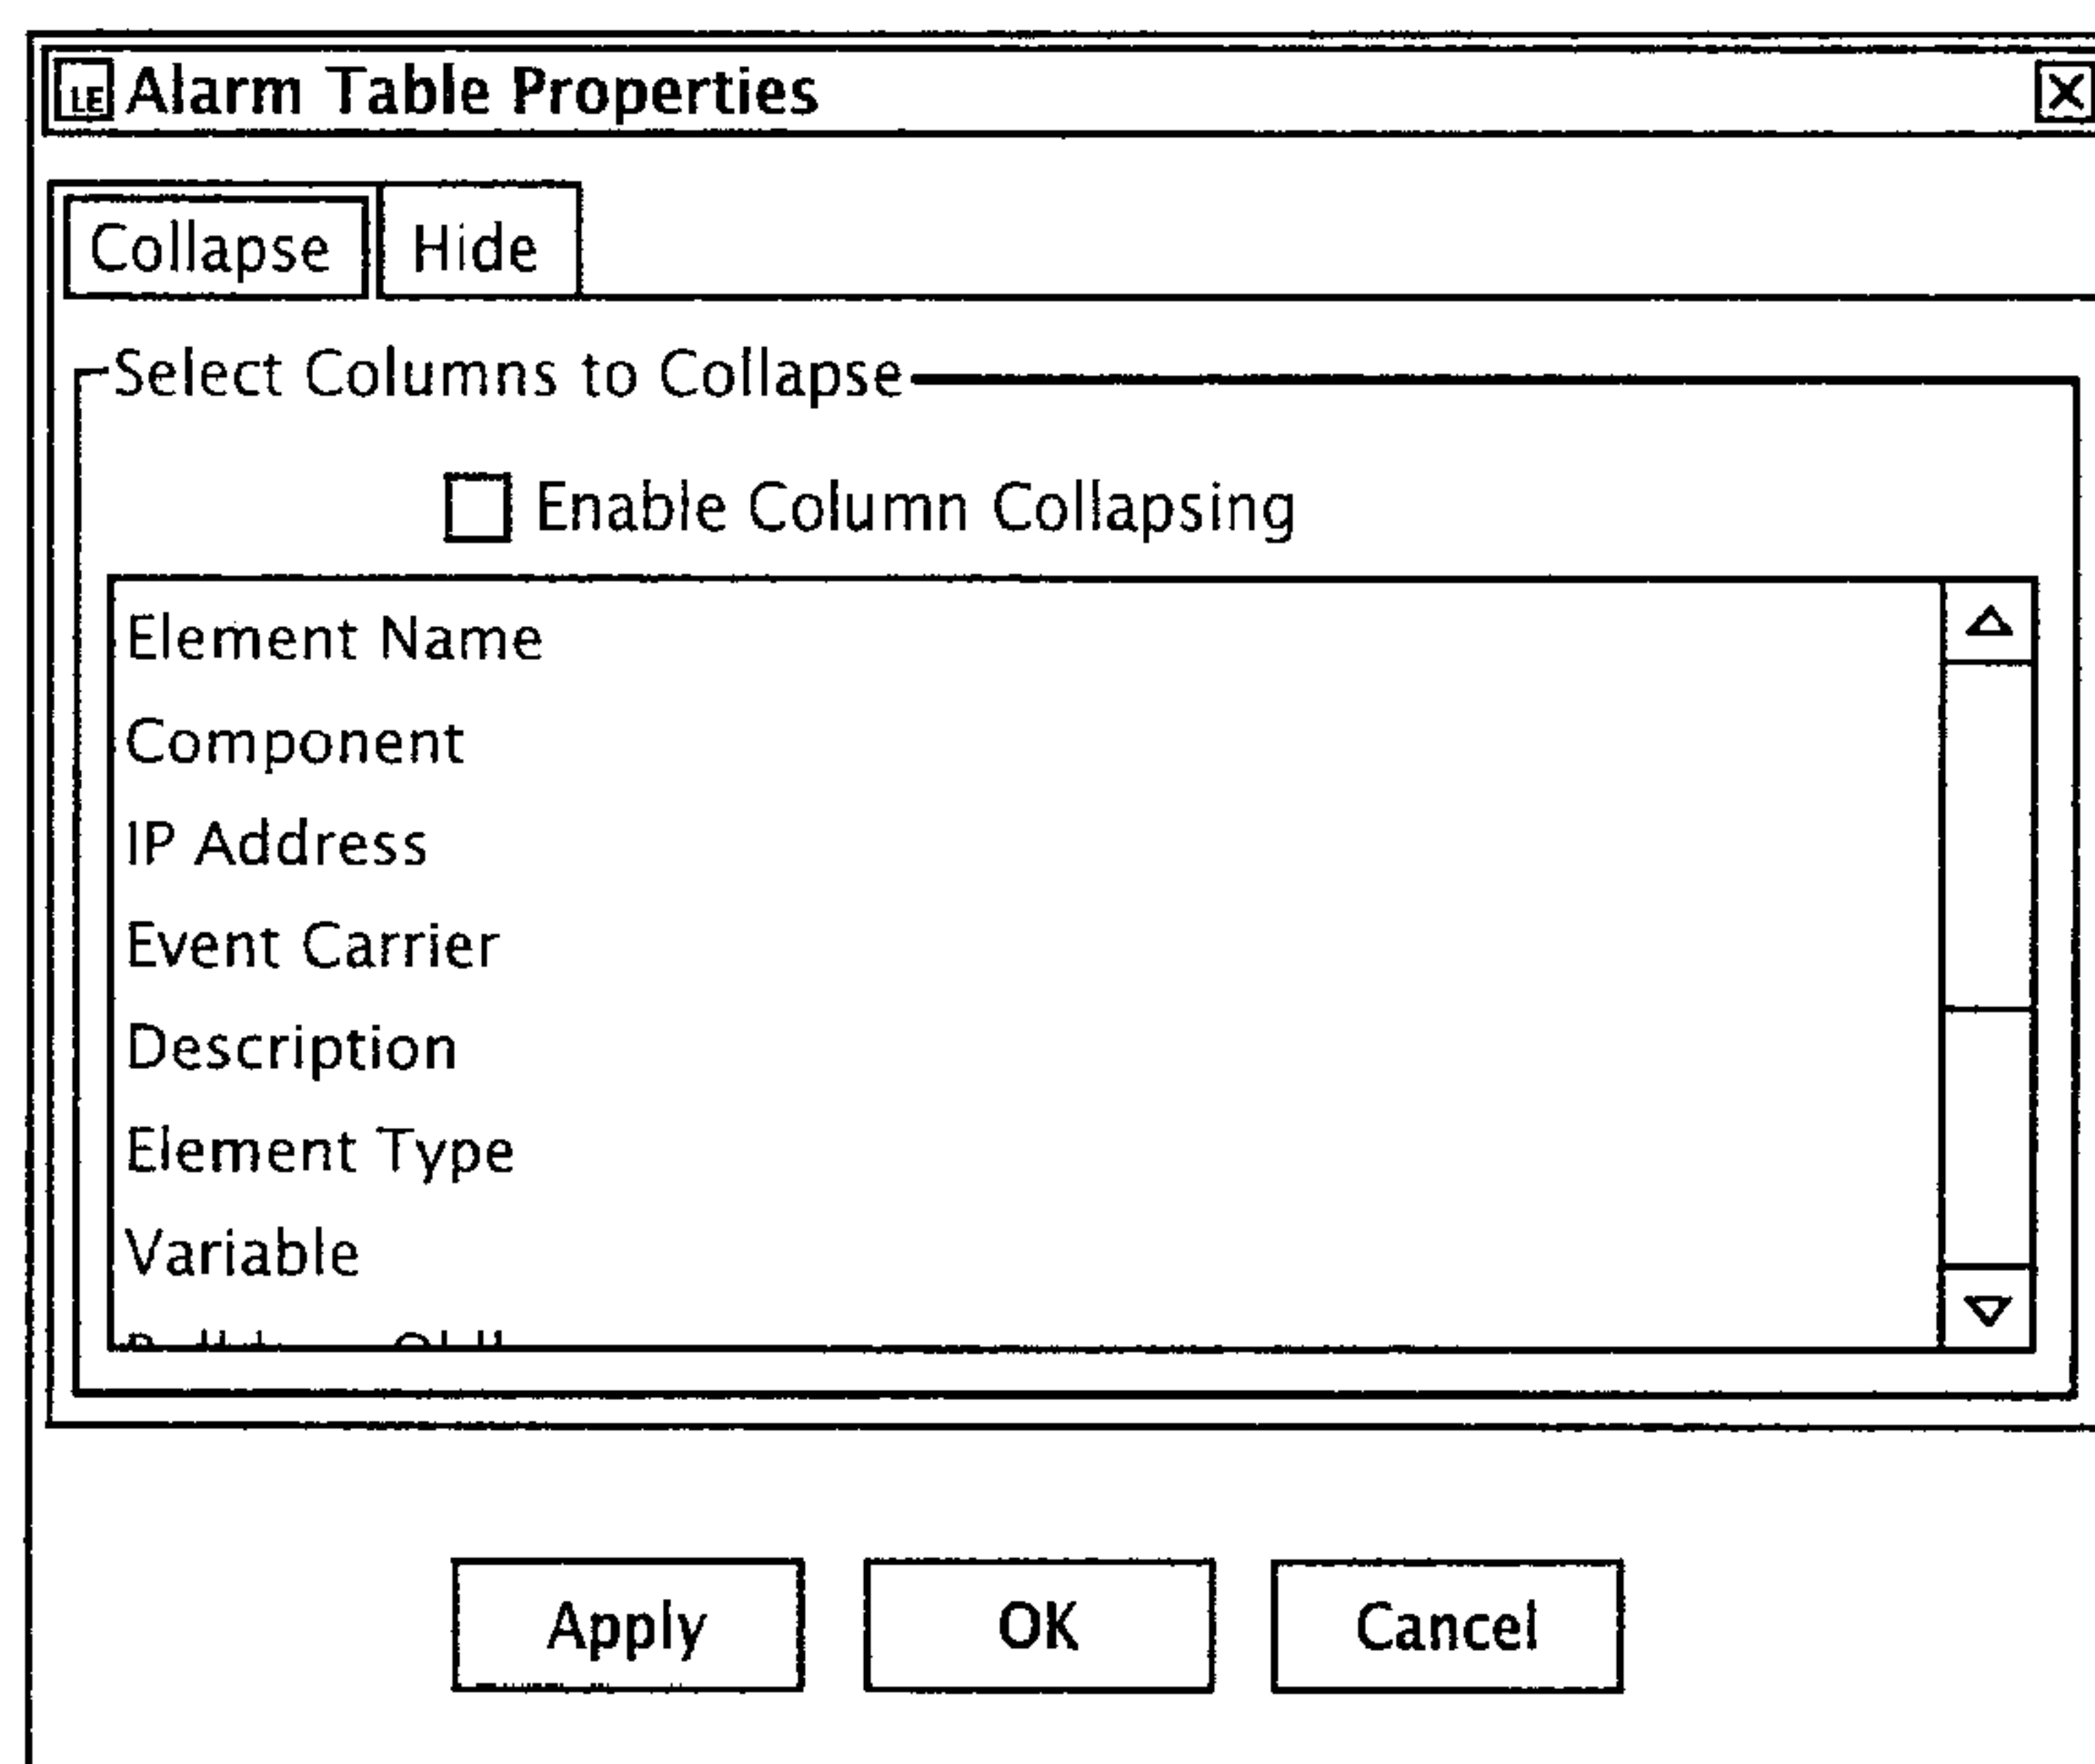 LE Alarm Table Properties
Collapse Hide
Select Columns to Collapse
Enable Column Collapsing
Element Name
Component
IP Address
Event Carrier
Description
Element Type
Variable
Apply OK Cancel